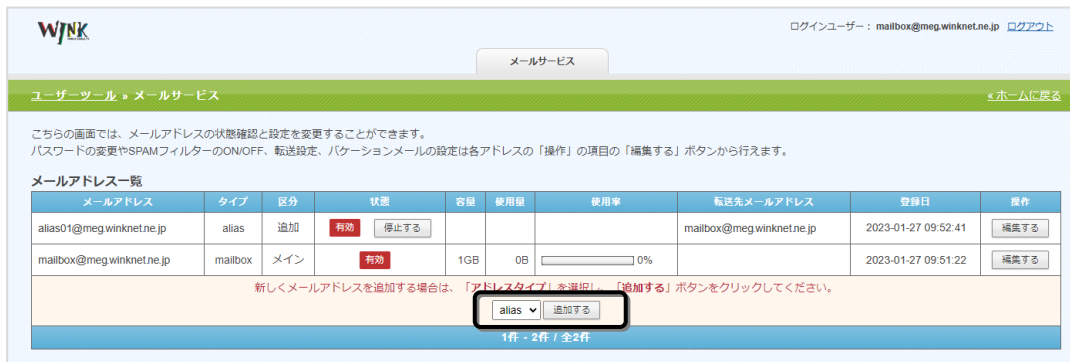 WINK
ログインユーザー： mailbox@meg.winknet.ne.jp ログアウト
メールサービス
ユーザーツール » メールサービス
«ホームに戻る
こちらの画面では、メールアドレスの状態確認と設定を変更することができます。
パスワードの変更やSPAMフィルターのON/OFF、転送設定、バケーションメールの設定は各アドレスの「操作」の項目の「編集する」ボタンから行えます。
メールアドレス一覧
メールアドレス タイプ 区分 状態 容量 使用量 使用率 転送先メールアドレス 登録日 操作
alias01@meg.winknet.ne.jp alias 追加 有効 停止する mailbox@meg.winknet.ne.jp 2023-01-27 09:52:41 編集する
mailbox@meg.winknet.ne.jp mailbox メイン 有効 1GB 0B 0% 2023-01-27 09:51:22 編集する
新しくメールアドレスを追加する場合は、「アドレスタイプ」を選択し、「追加する」ボタンをクリックしてください。
alias 追加する
1件 - 2件 / 全2件